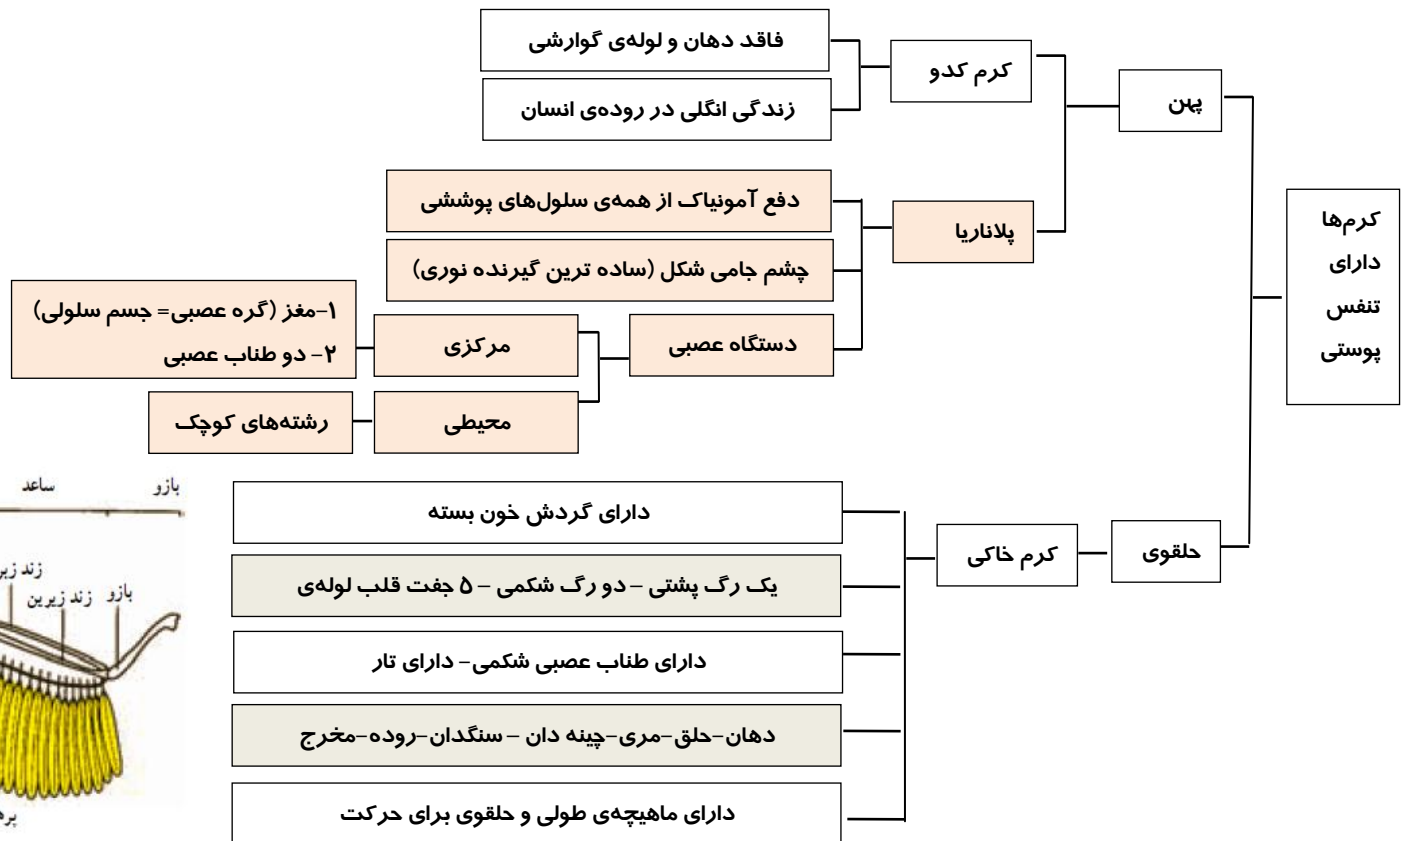 کرم‌ها
دارای
تنفس
پوستی
پهن
کرم کدو
فاقد دهان و لوله‌ی گوارشی
زندگی انگلی در روده‌ی انسان
پلاناریا
دفع آمونیاک از همه‌ی سلول‌های پوششی
چشم جامی شکل (ساده ترین گیرنده نوری)
دستگاه عصبی
مرکزی
۱-مغز (گره عصبی= جسم سلولی)
۲- دو طناب عصبی
محیطی
رشته‌های کوچک
حلقوی
کرم خاکی
دارای گردش خون بسته
یک رگ پشتی – دو رگ شکمی – ۵ جفت قلب لوله‌ی
دارای طناب عصبی شکمی- دارای تار
دهان-حلق-مری-چینه دان – سنگدان-روده-مخرج
دارای ماهیچه‌ی طولی و حلقوی برای حرکت
بازو
ساعد
بازو
زند زیرین
زند